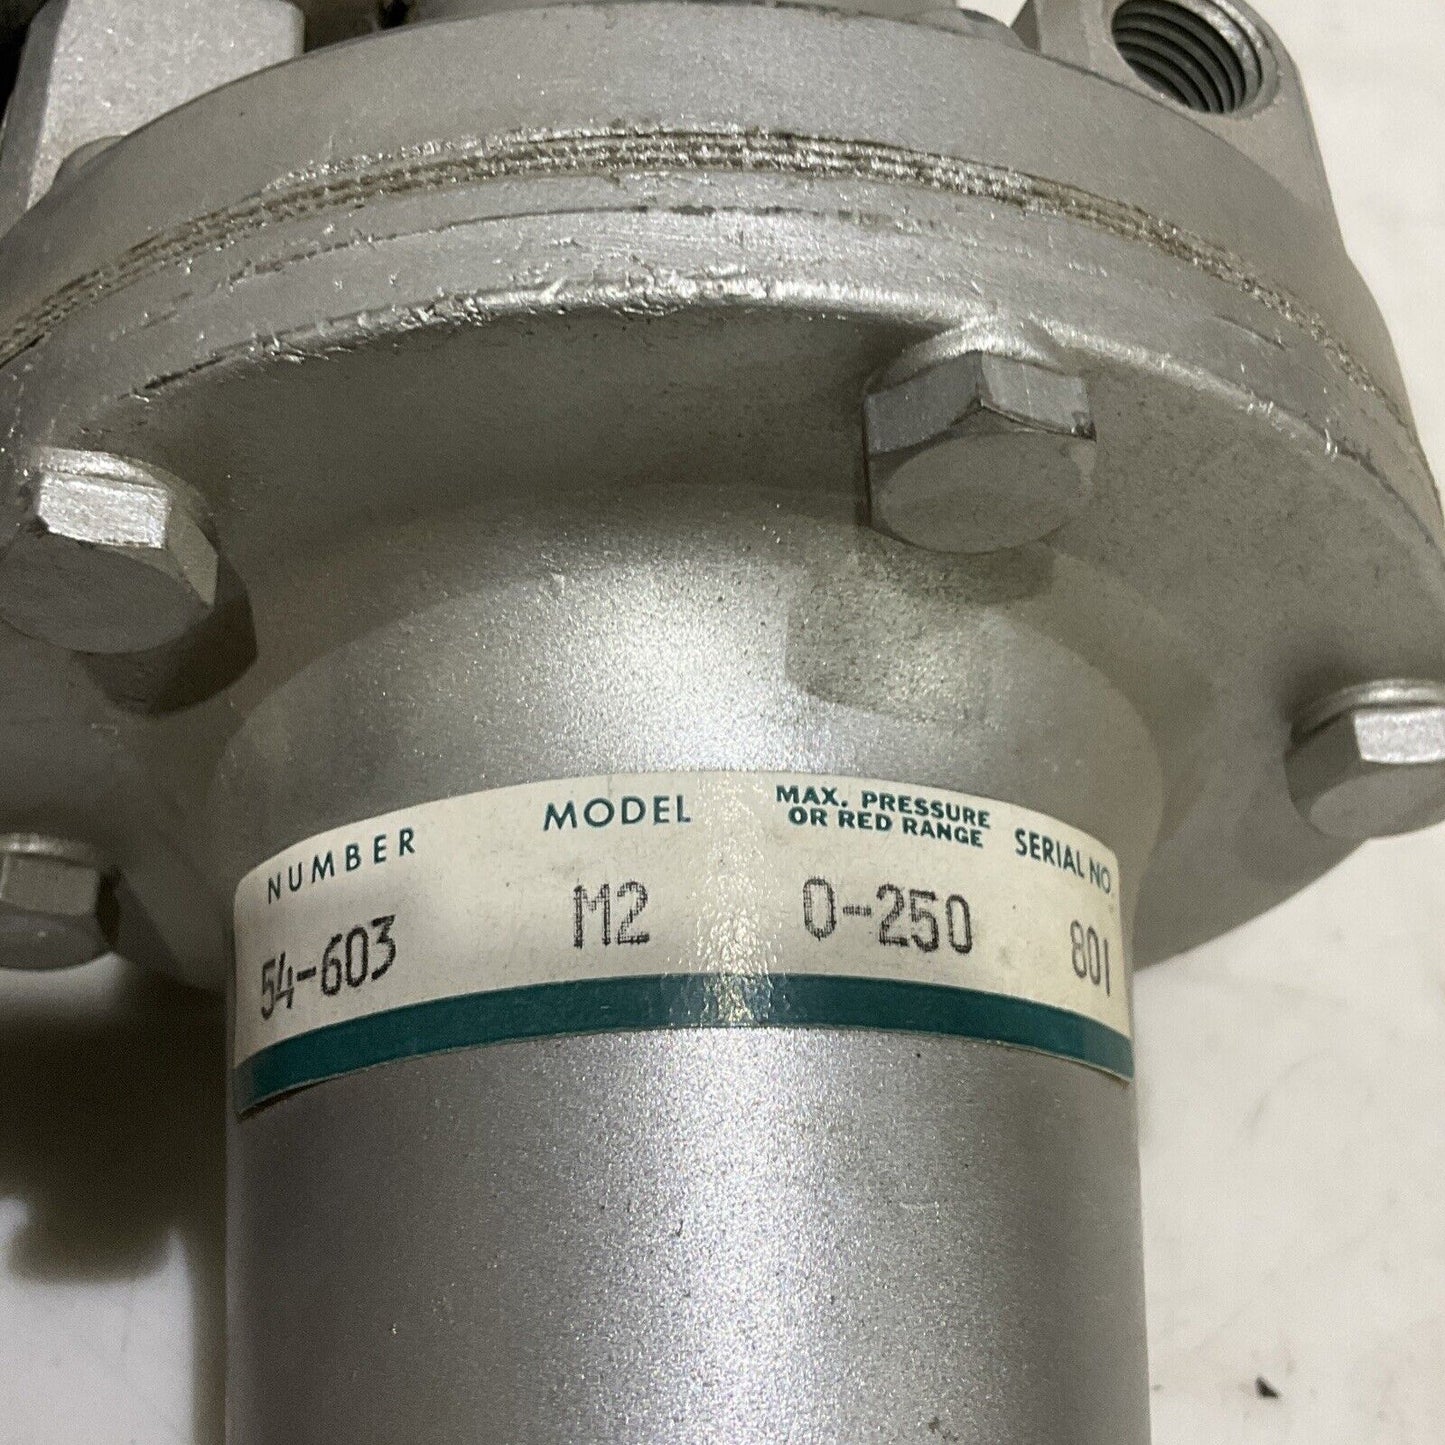 NUMBER MODEL MAX. PRESSURE OR RED RANGE SERIAL NO.
54-603 M2 0-250 801